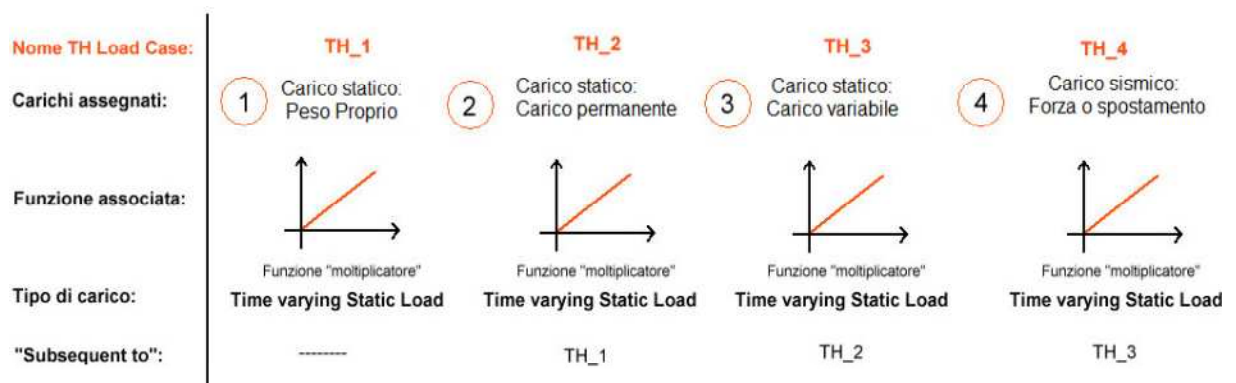 Nome TH Load Case: TH_1 TH_2 TH_3 TH_4
Carichi assegnati: 1 Carico statico: Peso Proprio 2 Carico statico: Carico permanente 3 Carico statico: Carico variabile 4 Carico sismico: Forza o spostamento
Funzione associata:
Funzione "moltiplicatore" Funzione "moltiplicatore" Funzione "moltiplicatore" Funzione "moltiplicatore"
Tipo di carico: Time varying Static Load Time varying Static Load Time varying Static Load Time varying Static Load
"Subsequent to": -------- TH_1 TH_2 TH_3